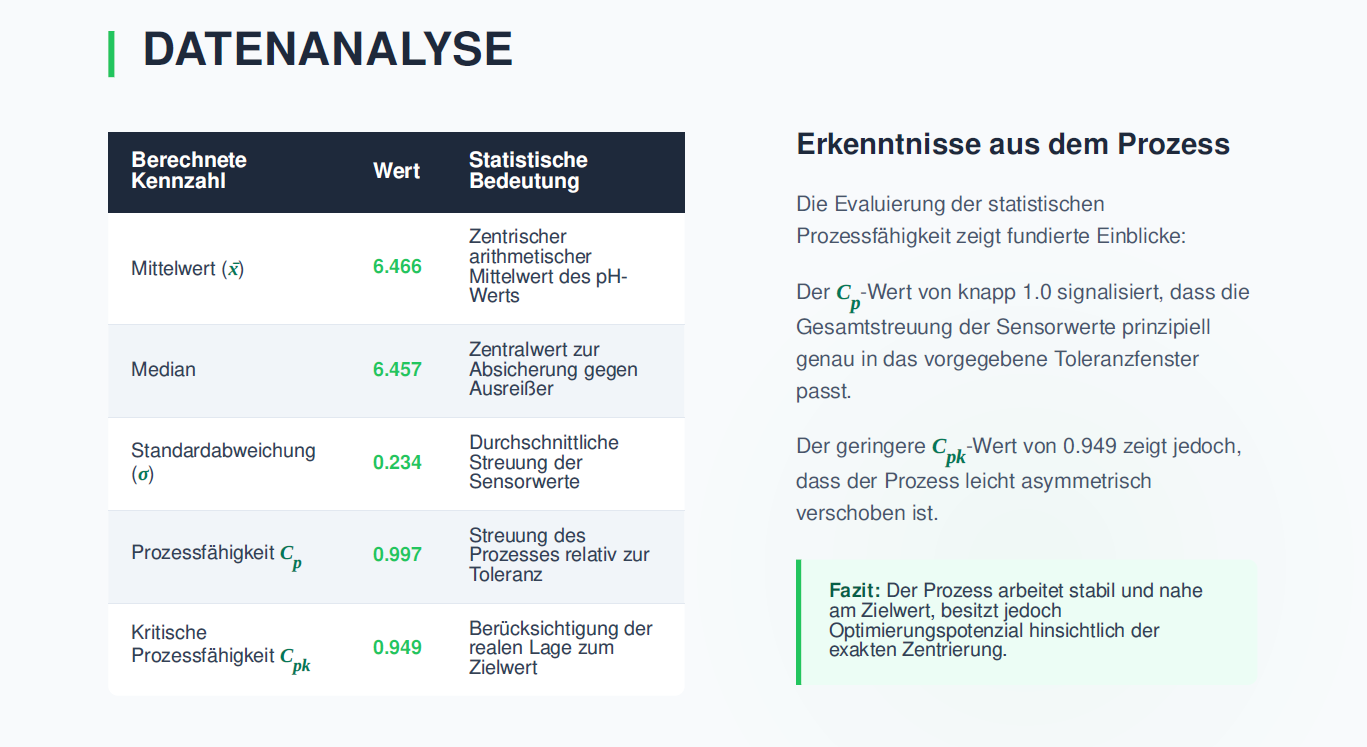 DATENANALYSE
Berechnete
Kennzahl
Wert
Statistische
Bedeutung
Mittelwert (x̄)
6.466
Zentrischer
arithmetischer
Mittelwert des pH-
Werts
Median
6.457
Zentralwert zur
Absicherung gegen
Ausreißer
Standardabweichung
(σ)
0.234
Durchschnittliche
Streuung der
Sensorwerte
Prozessfähigkeit Cp
0.997
Streuung des
Prozesses relativ zur
Toleranz
Kritische
Prozessfähigkeit Cpk
0.949
Berücksichtigung der
realen Lage zum
Zielwert
Erkenntnisse aus dem Prozess
Die Evaluierung der statistischen
Prozessfähigkeit zeigt fundierte Einblicke:
Der Cp-Wert von knapp 1.0 signalisiert, dass die
Gesamtstreuung der Sensorwerte prinzipiell
genau in das vorgegebene Toleranzfenster
passt.
Der geringere Cpk-Wert von 0.949 zeigt jedoch,
dass der Prozess leicht asymmetrisch
verschoben ist.
Fazit: Der Prozess arbeitet stabil und nahe
am Zielwert, besitzt jedoch
Optimierungspotenzial hinsichtlich der
exakten Zentrierung.